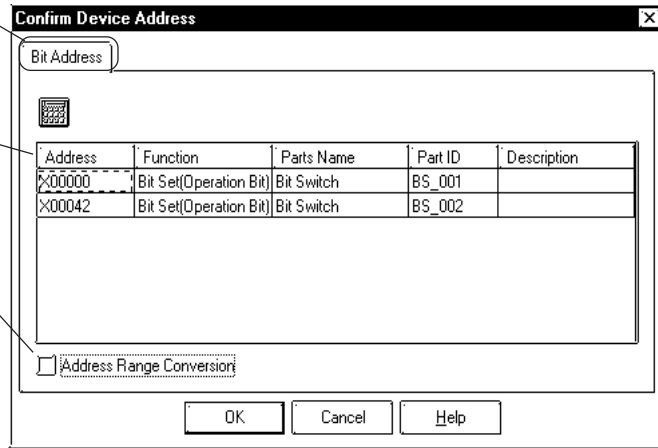 Confirm Device Address
Bit Address
Address Function Parts Name Part ID Description
X00000 Bit Set(Operation Bit) Bit Switch BS_001
X00042 Bit Set(Operation Bit) Bit Switch BS_002
Address Range Conversion
OK Cancel Help